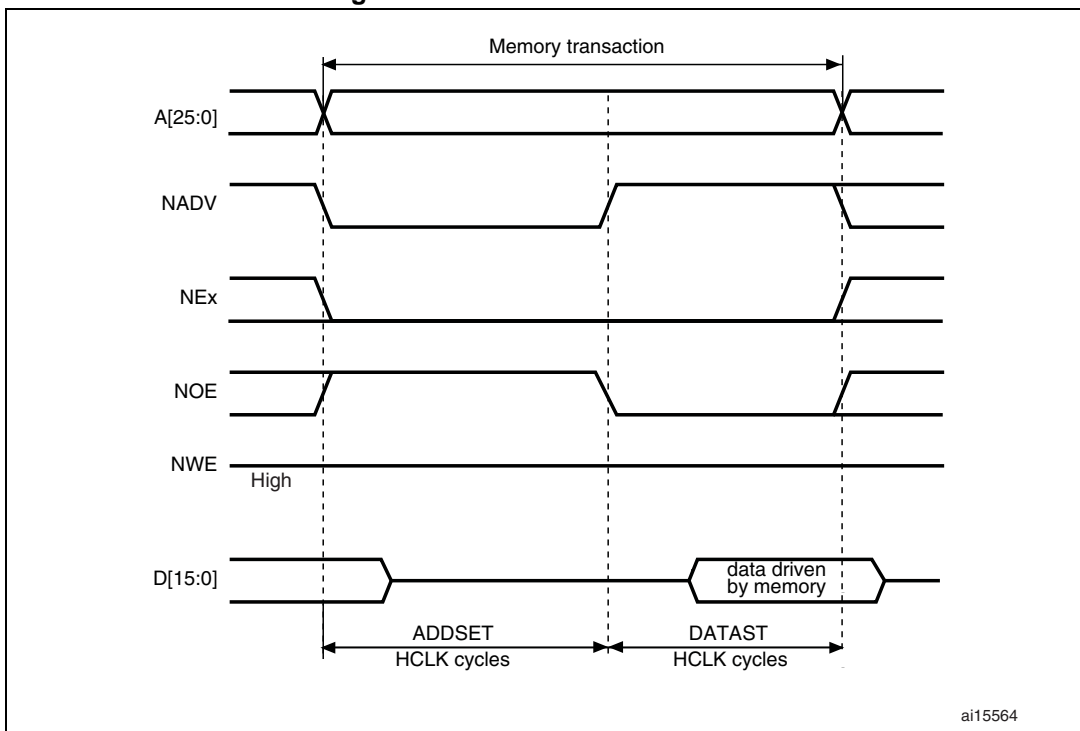 Memory transaction
A[25:0]
NADV
NEx
NOE
NWE
High
D[15:0]
data driven
by memory
ADDSET
HCLK cycles
DATAST
HCLK cycles
ai15564